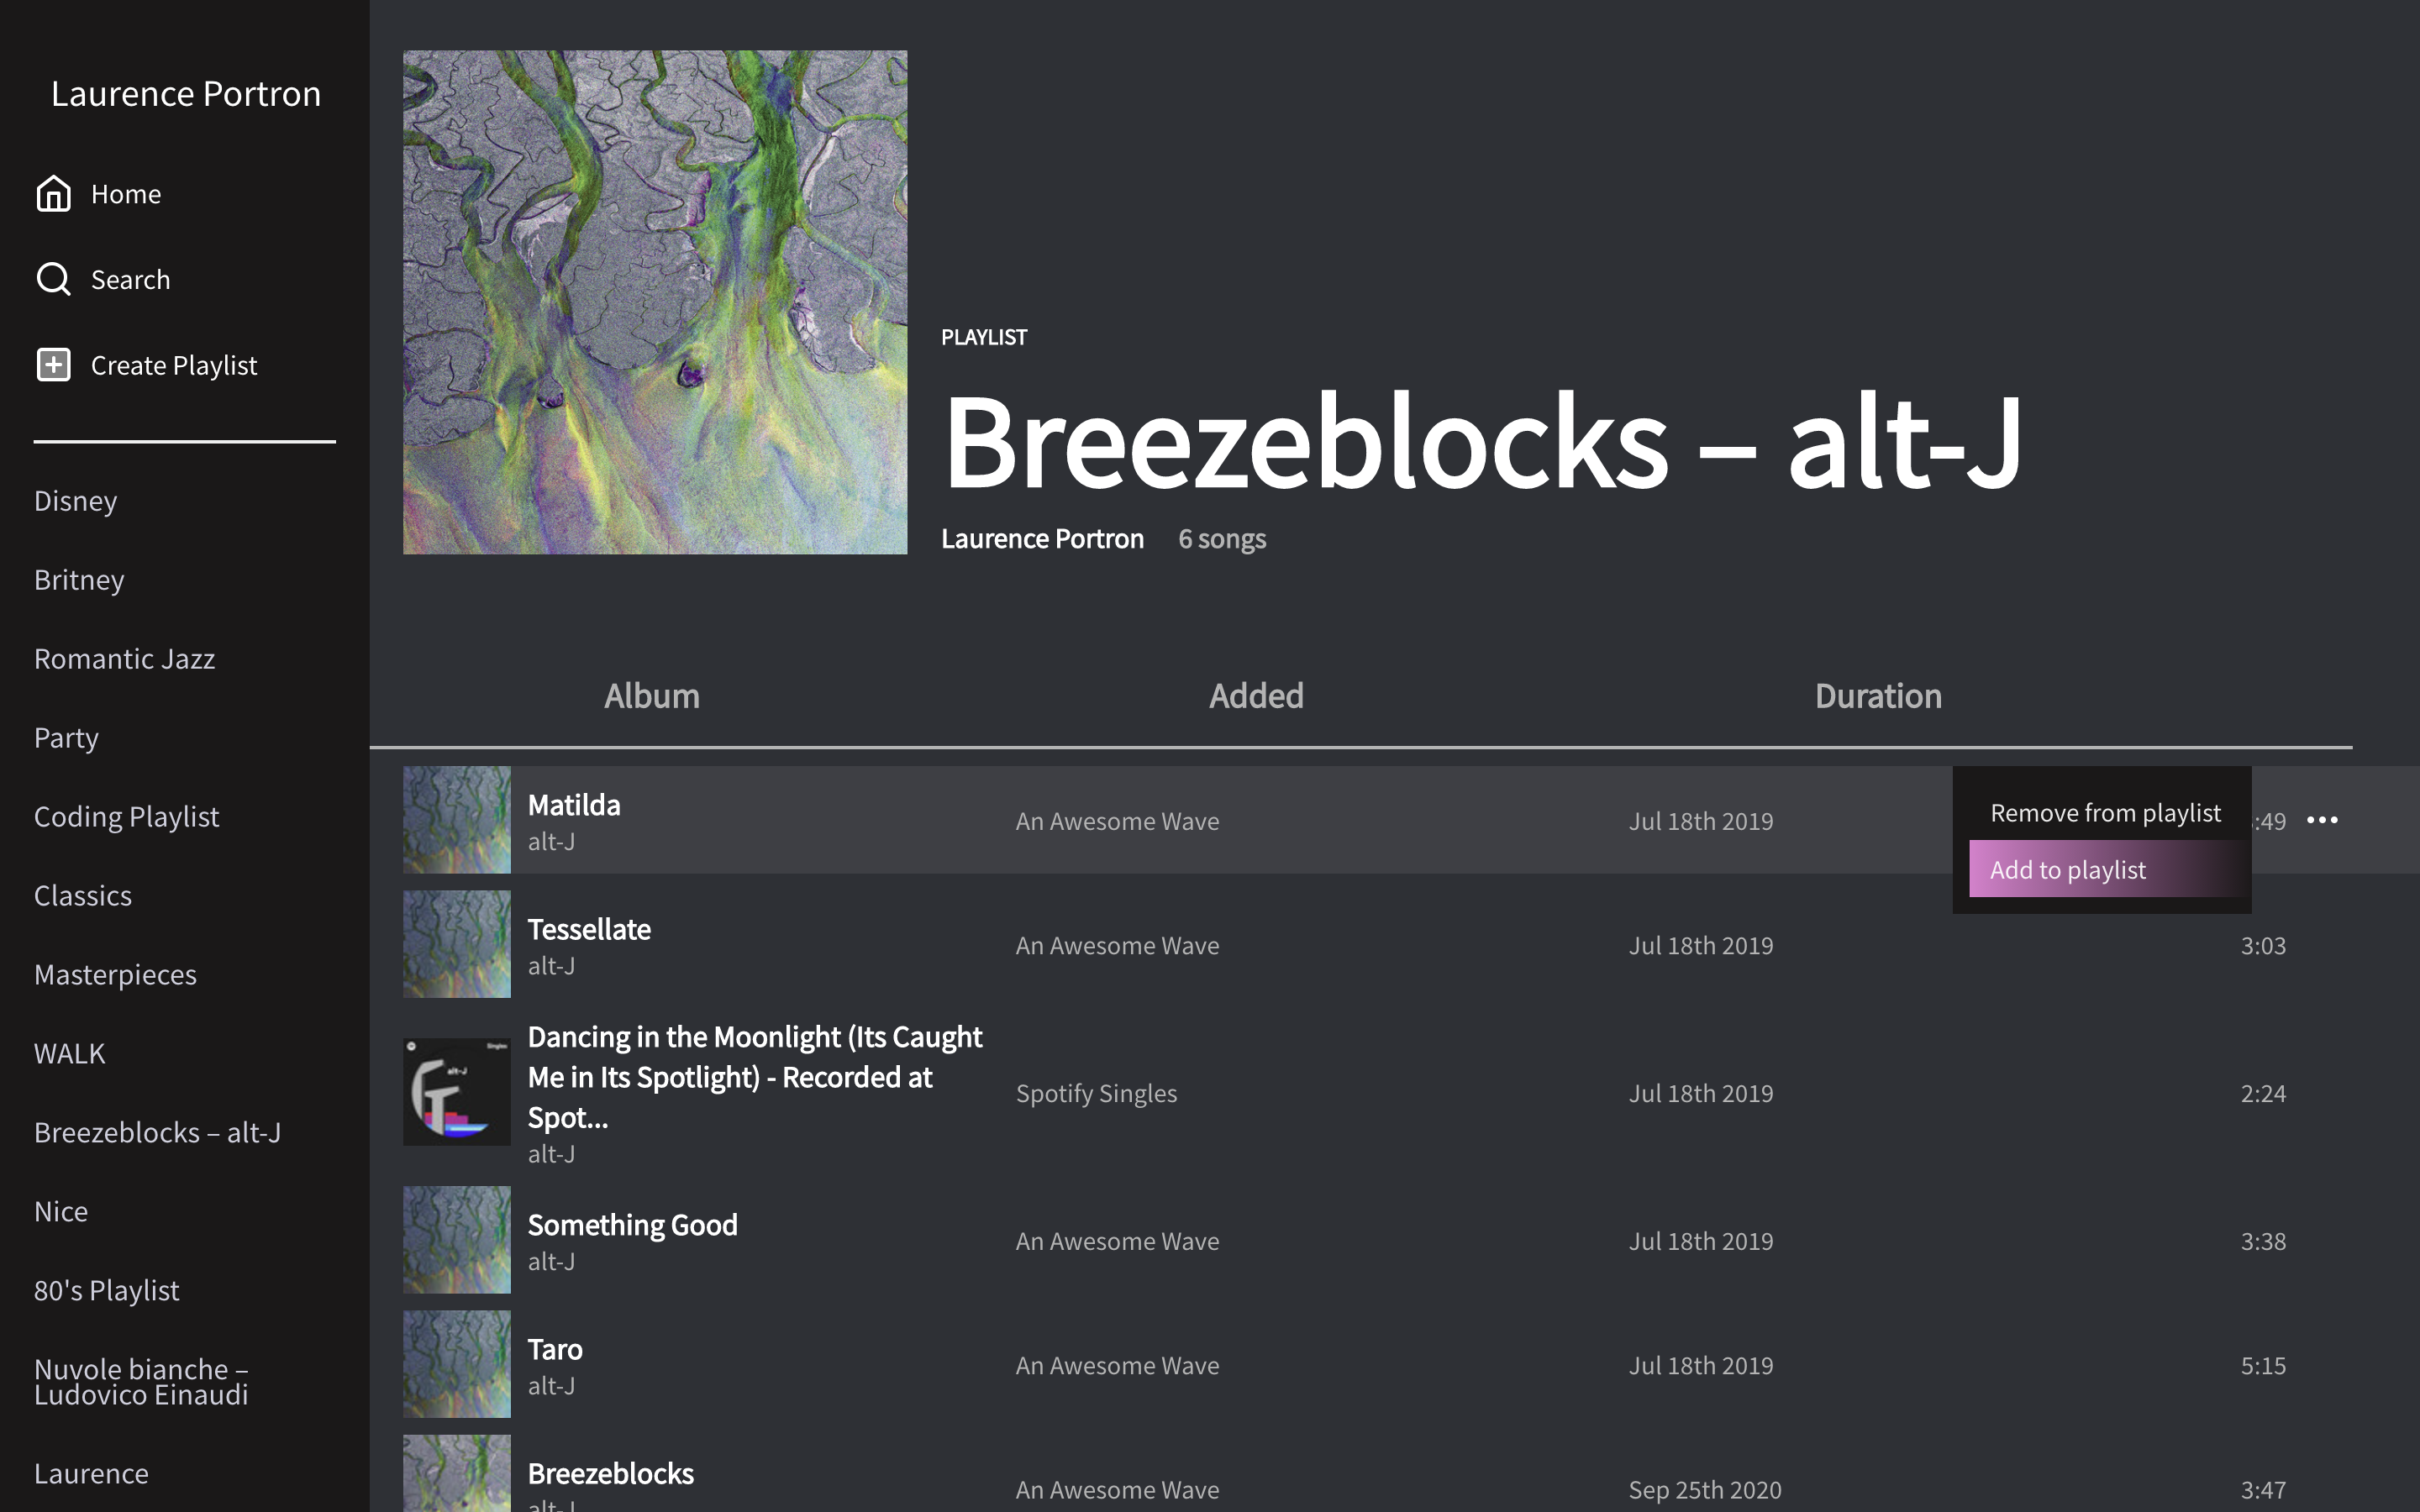 Laurence Portron
Home
Search
Create Playlist
Disney
Britney
Romantic Jazz
Party
Coding Playlist
Classics
Masterpieces
WALK
Breezeblocks – alt-J
Nice
80's Playlist
Nuvole bianche –
Ludovico Einaudi
Laurence
PLAYLIST
Breezeblocks – alt-J
Laurence Portron 6 songs
Album Added Duration
Matilda
alt-J
An Awesome Wave
Jul 18th 2019
:49
Remove from playlist
Add to playlist
Tessellate
alt-J
An Awesome Wave
Jul 18th 2019
3:03
Singles
alt-J
Dancing in the Moonlight (Its Caught
Me in Its Spotlight) - Recorded at
Spot...
alt-J
Spotify Singles
Jul 18th 2019
2:24
Something Good
alt-J
An Awesome Wave
Jul 18th 2019
3:38
Taro
alt-J
An Awesome Wave
Jul 18th 2019
5:15
Breezeblocks
alt-J
An Awesome Wave
Sep 25th 2020
3:47